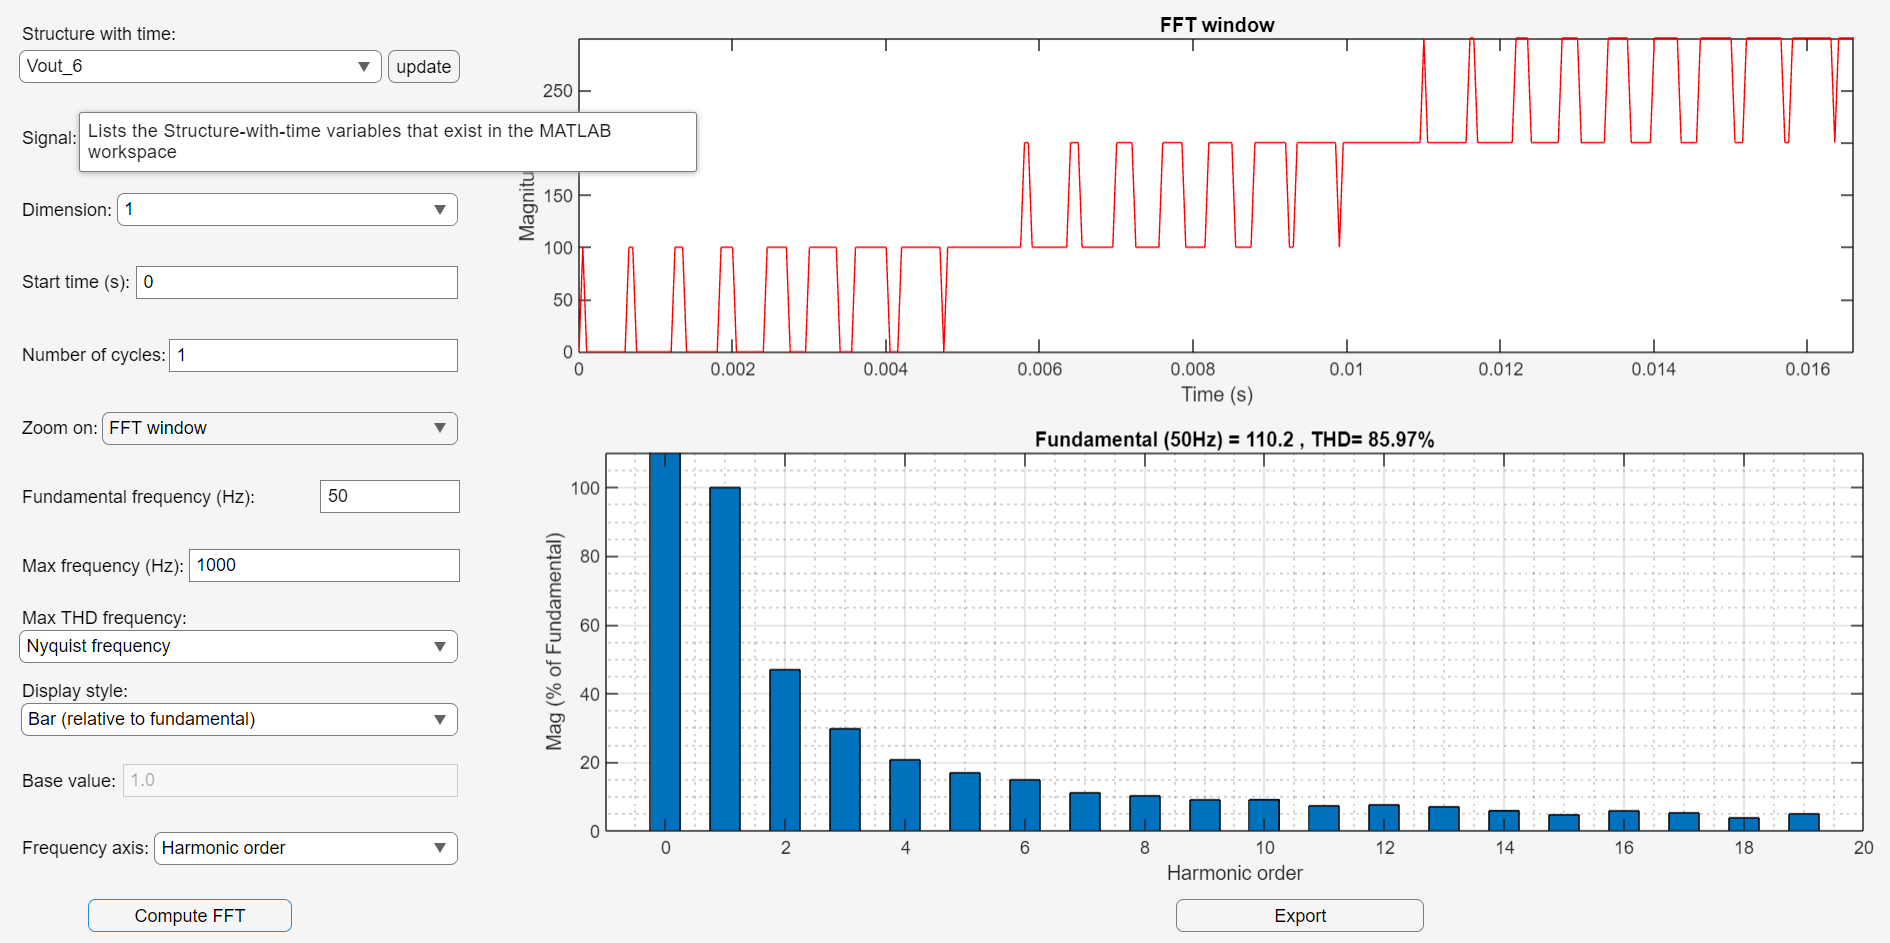 Structure with time:
Vout_6
update
Signal:
Lists the Structure-with-time variables that exist in the MATLAB
workspace
Dimension:
1
Start time (s):
0
Number of cycles:
1
Zoom on:
FFT window
Fundamental frequency (Hz):
50
Max frequency (Hz):
1000
Max THD frequency:
Nyquist frequency
Display style:
Bar (relative to fundamental)
Base value:
1.0
Frequency axis:
Harmonic order
Compute FFT
FFT window
Magnitu
250
150
100
50
0
0 0.002 0.004 0.006 0.008 0.01 0.012 0.014 0.016
Time (s)
Fundamental (50Hz) = 110.2 , THD= 85.97%
Mag (% of Fundamental)
100
80
60
40
20
0
0 2 4 6 8 10 12 14 16 18 20
Harmonic order
Export